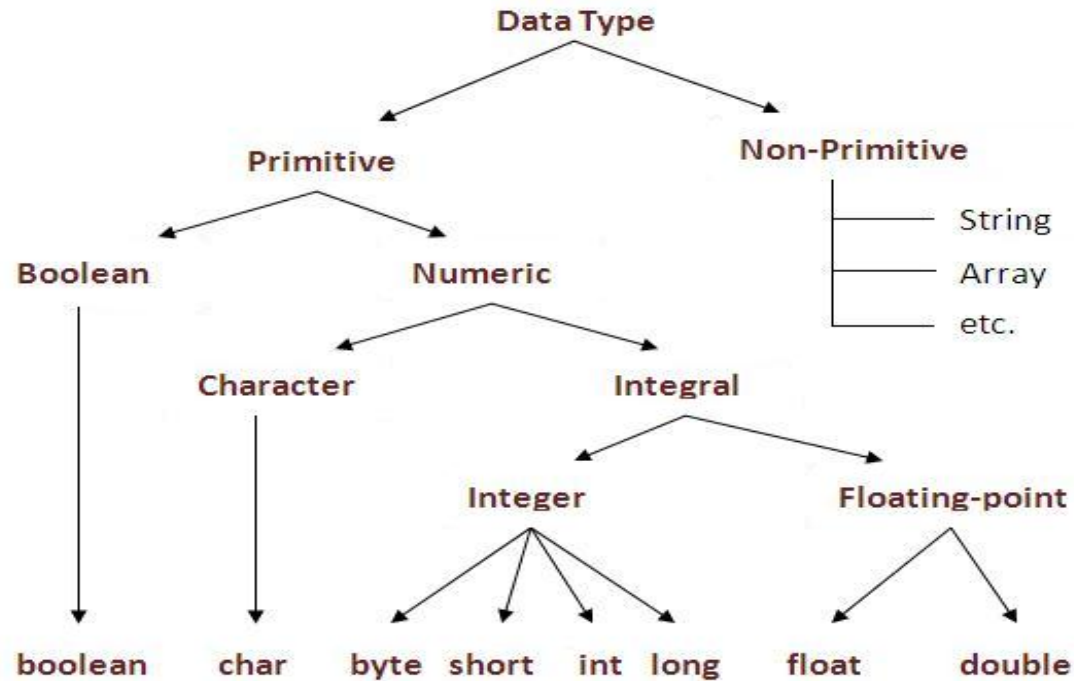 Data Type
Primitive
Non-Primitive
String
Array
etc.
Boolean
Numeric
Character
Integral
Integer
Floating-point
boolean
char
byte
short
int
long
float
double